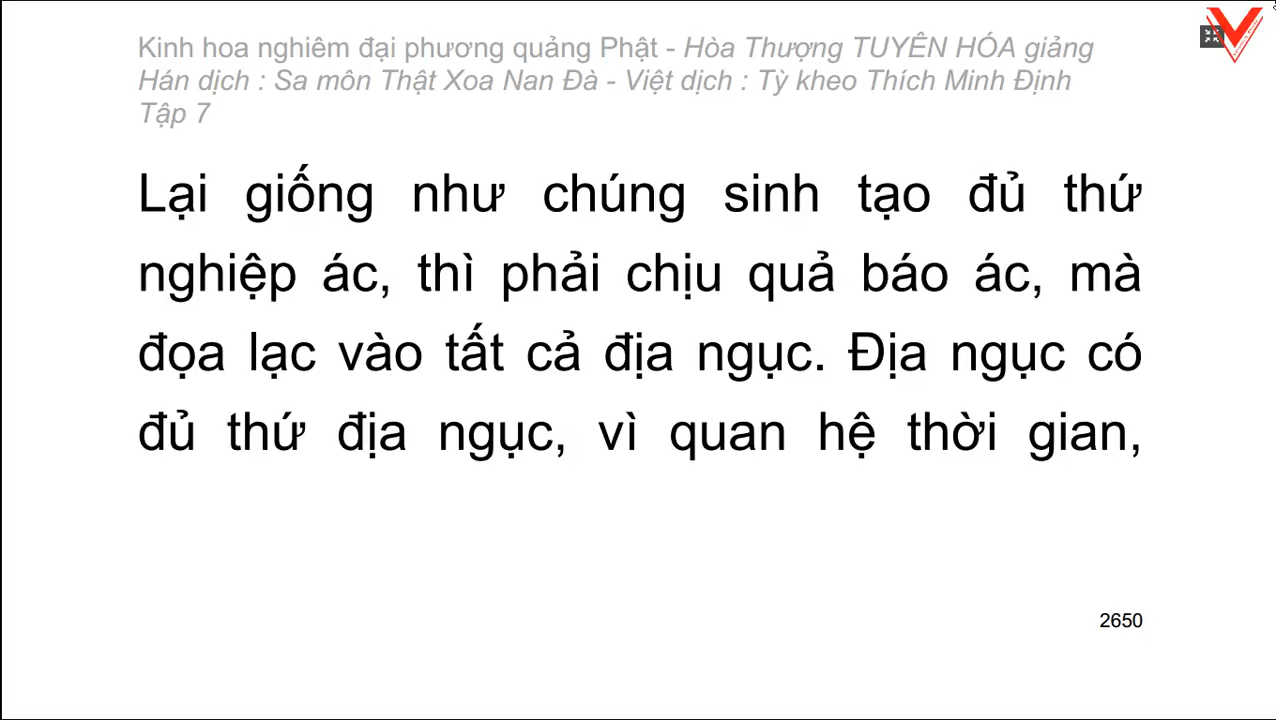 Kinh hoa nghiêm đại phương quảng Phật - Hòa Thượng TUYÊN HÓA giảng
Hán dịch : Sa môn Thật Xoa Nan Đà - Việt dịch : Tỳ kheo Thích Minh Định
Tập 7
Lại giống như chúng sinh tạo đủ thứ
nghiệp ác, thì phải chịu quả báo ác, mà
đọa lạc vào tất cả địa ngục. Địa ngục có
đủ thứ địa ngục, vì quan hệ thời gian,
2650